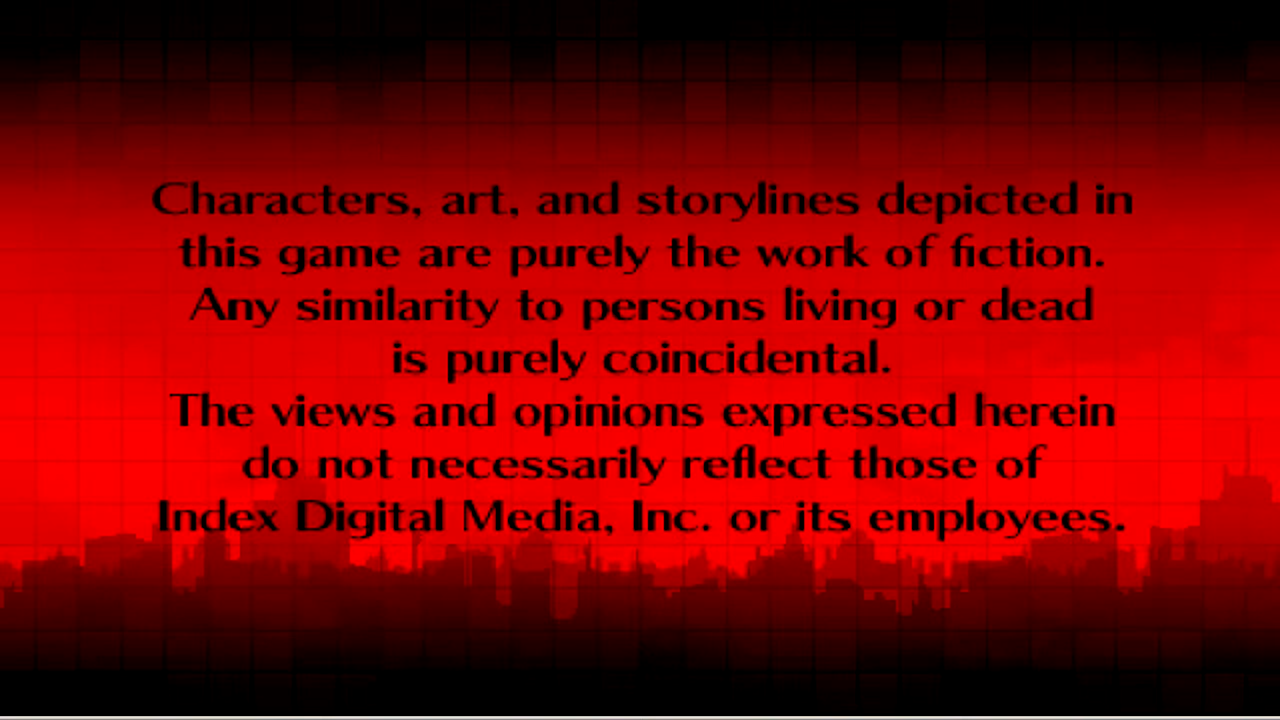 Characters, art, and storylines depicted in
this game are purely the work of fiction.
Any similarity to persons living or dead
is purely coincidental.
The views and opinions expressed herein
do not necessarily reflect those of
Index Digital Media, Inc. or its employees.